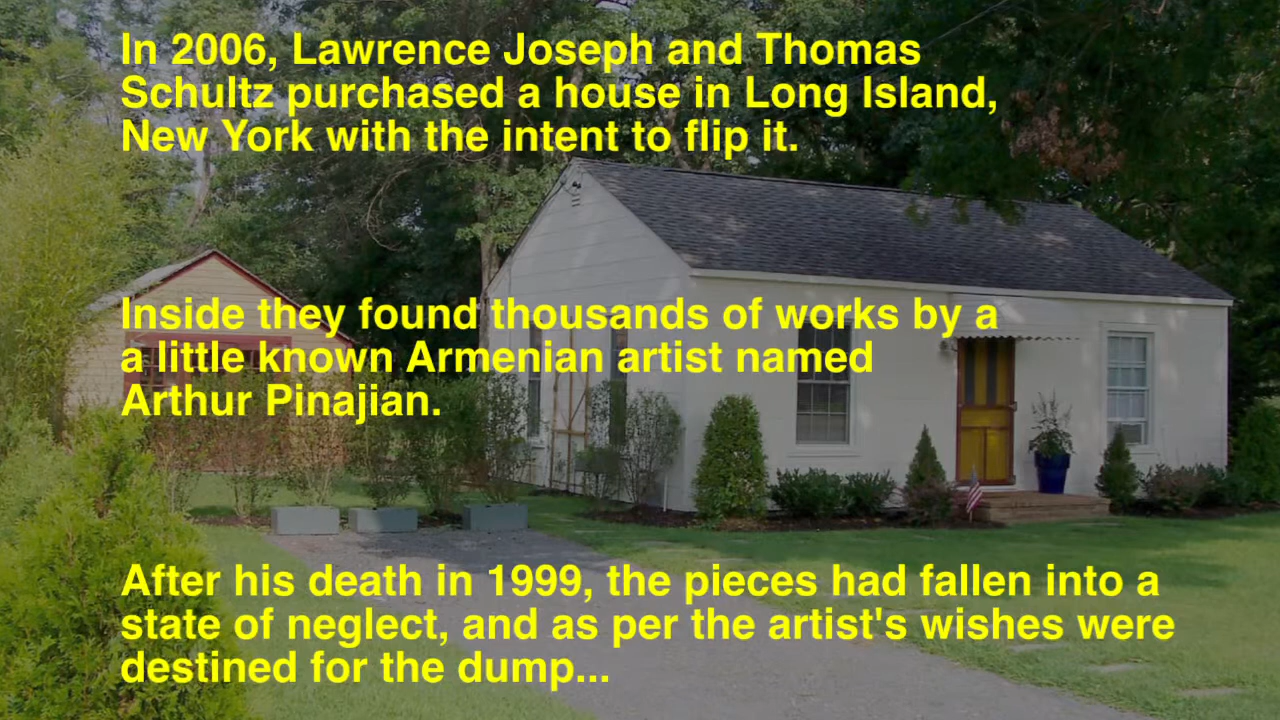 In 2006, Lawrence Joseph and Thomas
Schultz purchased a house in Long Island,
New York with the intent to flip it.
Inside they found thousands of works by a
a little known Armenian artist named
Arthur Pinajian.
After his death in 1999, the pieces had fallen into a
state of neglect, and as per the artist's wishes were
destined for the dump...